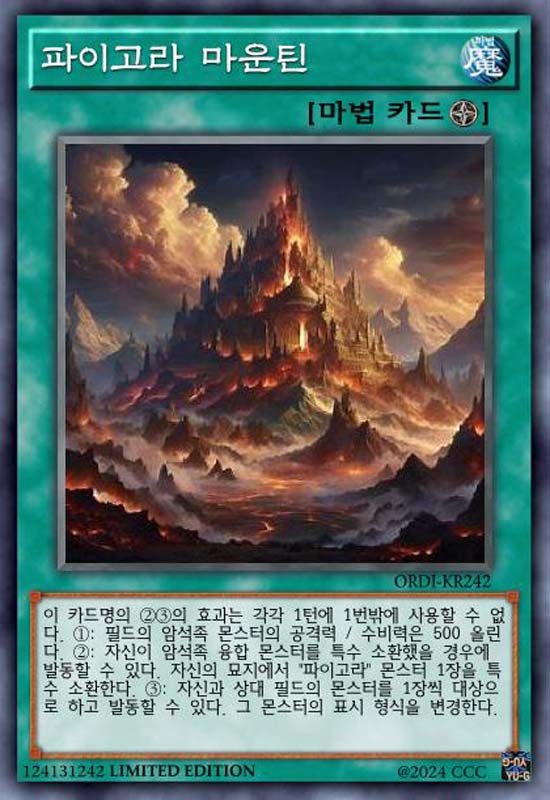 파이고라 마운틴
마법
魔
[마법 카드]
ORDI-KR242
이 카드명의 ②③의 효과는 각각 1턴에 1번밖에 사용할 수 없
다. ①: 필드의 암석족 몬스터의 공격력 / 수비력은 500 올린
다. ②: 자신이 암석족 융합 몬스터를 특수 소환했을 경우에
발동할 수 있다. 자신의 묘지에서 "파이고라" 몬스터 1장을 특
수 소환한다. ③: 자신과 상대 필드의 몬스터를 1장씩 대상으
로 하고 발동할 수 있다. 그 몬스터의 표시 형식을 변경한다.
124131242 LIMITED EDITION
@2024 CCC
YU-G